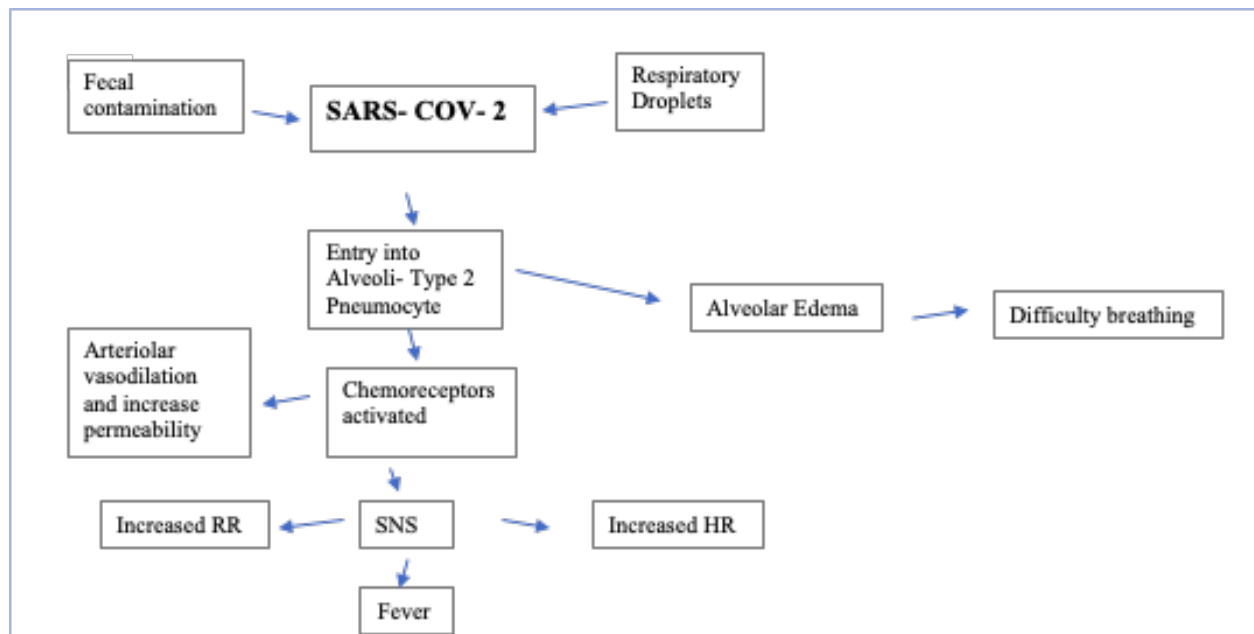 Fecal
contamination
SARS- COV- 2
Respiratory
Droplets
Entry into
Alveoli- Type 2
Pneumocyte
Alveolar Edema
Difficulty breathing
Arteriolar
vasodilation
and increase
permeability
Chemoreceptors
activated
Increased RR
SNS
Increased HR
Fever